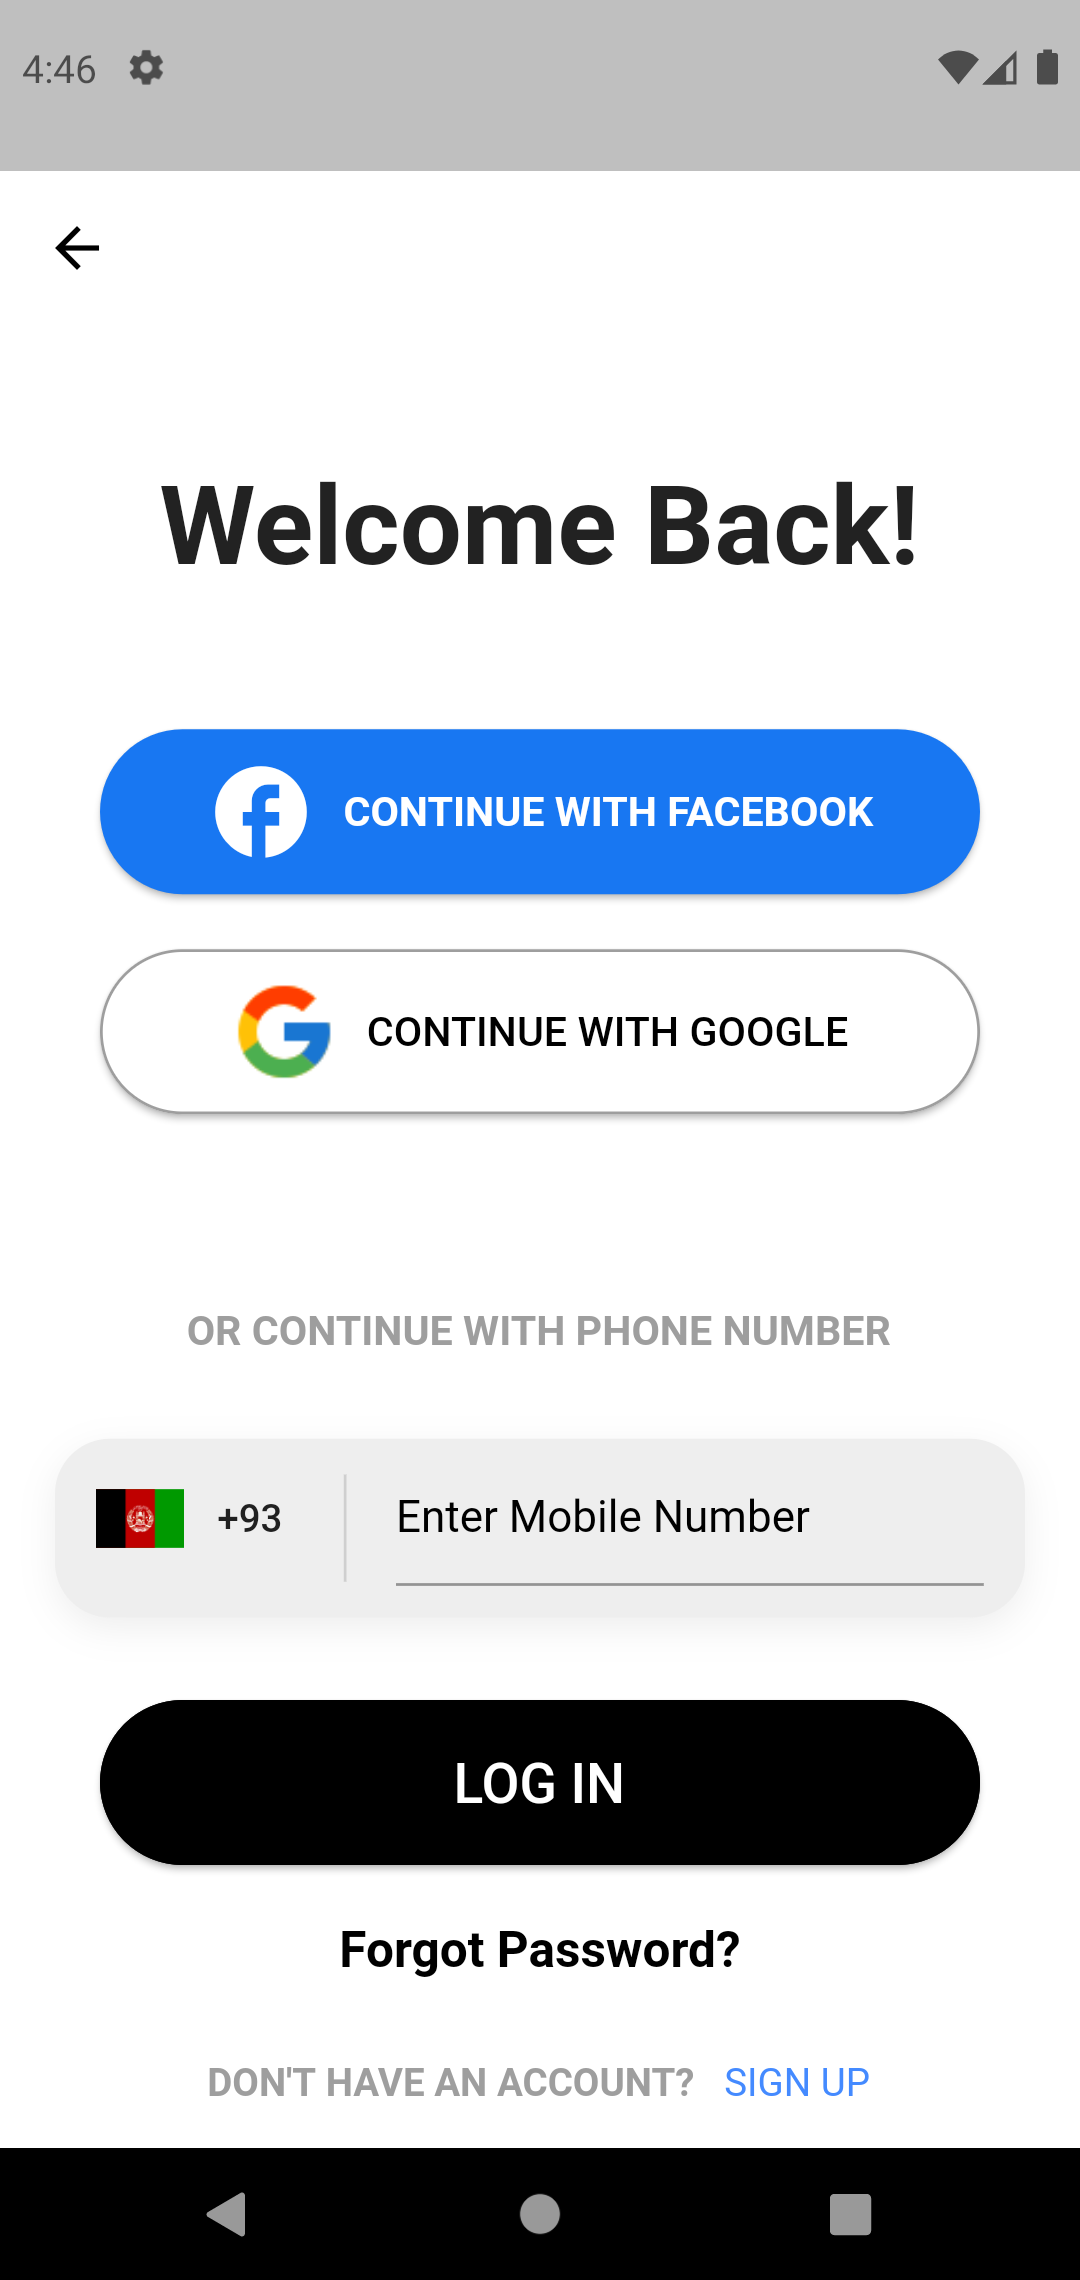 4:46
Welcome Back!
CONTINUE WITH FACEBOOK
CONTINUE WITH GOOGLE
OR CONTINUE WITH PHONE NUMBER
+93 Enter Mobile Number
LOG IN
Forgot Password?
DON'T HAVE AN ACCOUNT? SIGN UP